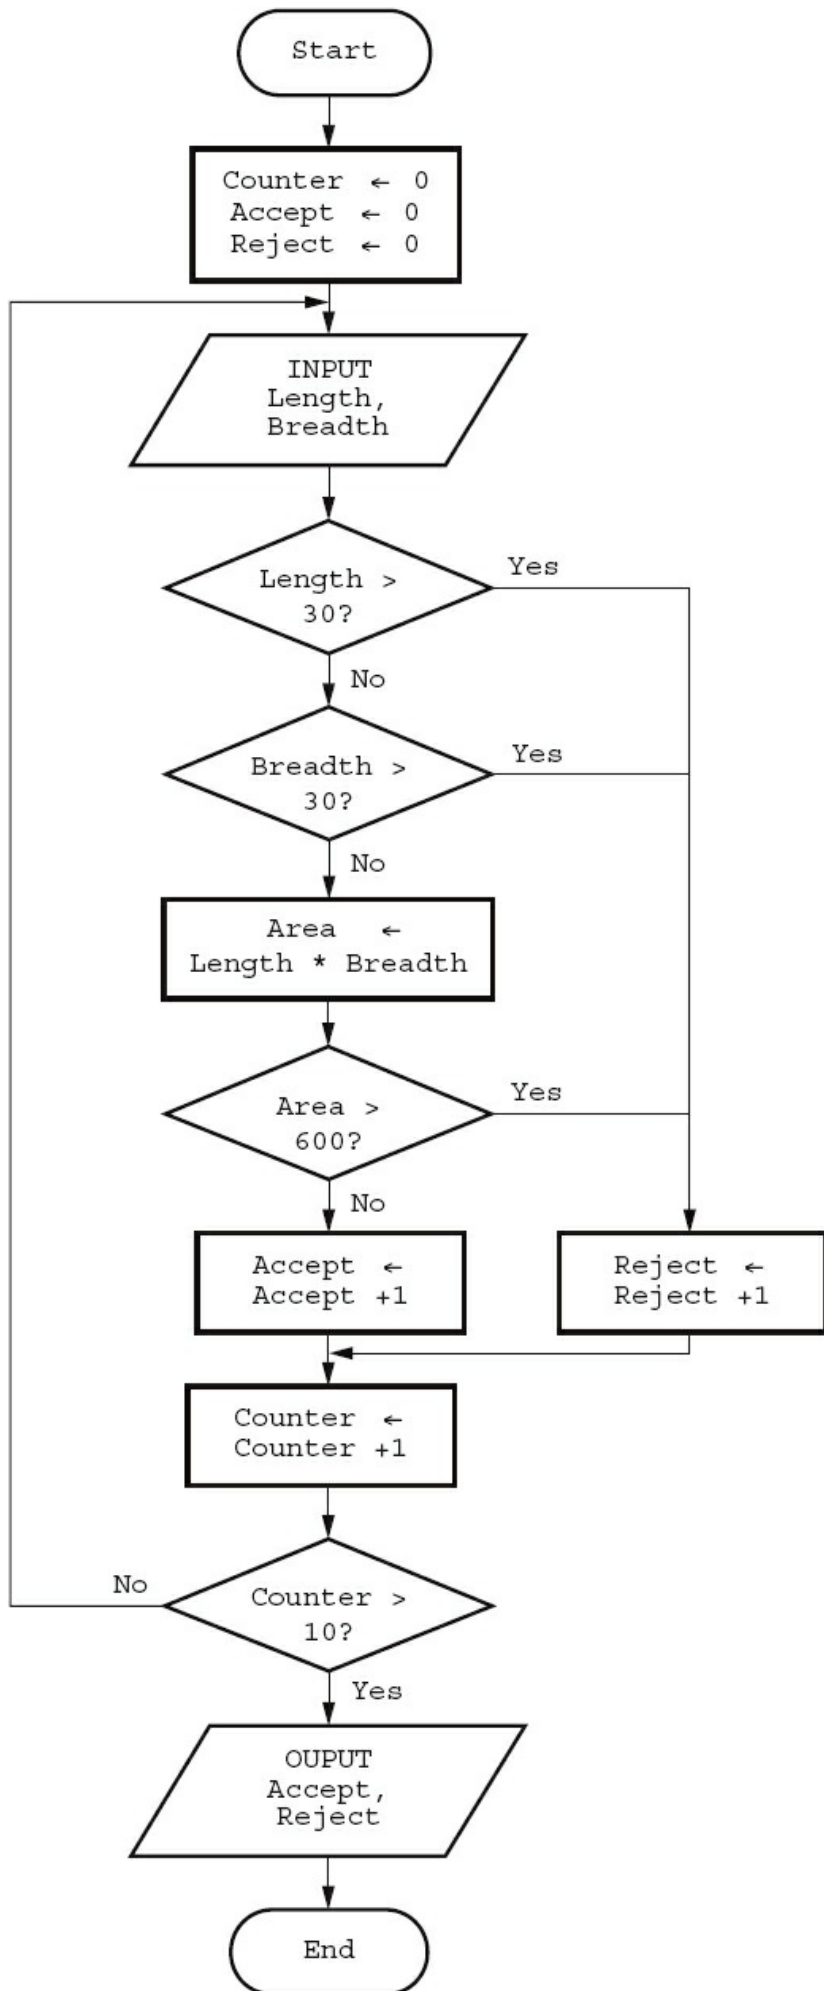 Start
Counter ← 0
Accept ← 0
Reject ← 0
INPUT
Length,
Breadth
Length >
30?
Yes
No
Breadth >
30?
Yes
No
Area ←
Length * Breadth
Area >
600?
Yes
No
Accept ←
Accept +1
Reject ←
Reject +1
Counter ←
Counter +1
Counter >
10?
No
Yes
OUPUT
Accept,
Reject
End